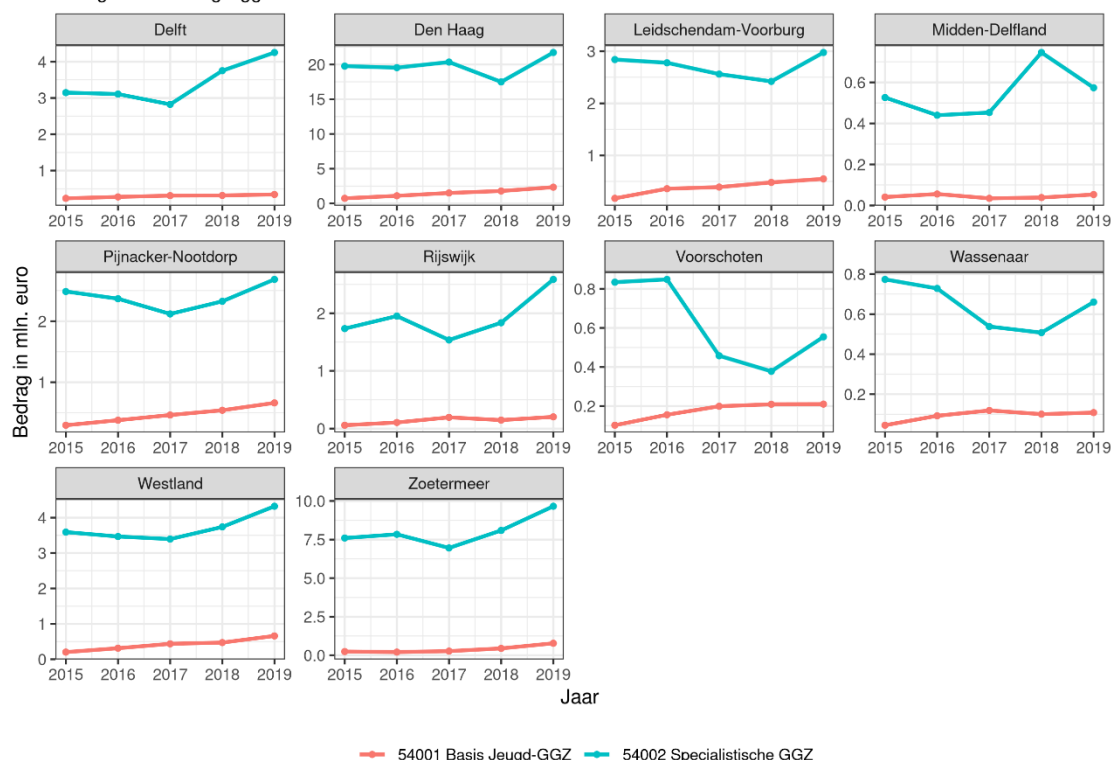 Delft Den Haag Leidschendam-Voorburg Midden-Delfland
4 3 2 1
20 15 10 5 0
3 2 1
0.6 0.4 0.2 0.0
2015 2016 2017 2018 2019 2015 2016 2017 2018 2019 2015 2016 2017 2018 2019 2015 2016 2017 2018 2019
Pijnacker-Nootdorp Rijswijk Voorschoten Wassenaar
2 1
2 1 0
0.8 0.6 0.4 0.2
0.8 0.6 0.4 0.2
2015 2016 2017 2018 2019 2015 2016 2017 2018 2019 2015 2016 2017 2018 2019 2015 2016 2017 2018 2019
Bedrag in mln. euro
Westland Zoetermeer
4 3 2 1 0
10.0 7.5 5.0 2.5 0.0
2015 2016 2017 2018 2019 2015 2016 2017 2018 2019
Jaar
54001 Basis Jeugd-GGZ 54002 Specialistische GGZ